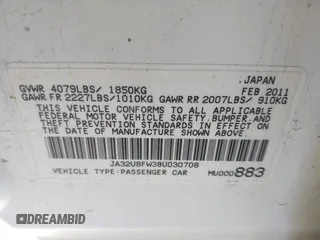 JAPAN
GVWR 4079LBS/ 1850KG FEB 2011
GAWR FR 2227LBS/1010KG GAWR RR 2007LBS/ 910KG
THIS VEHICLE CONFORMS TO ALL APPLICABLE
FEDERAL MOTOR VEHICLE SAFETY, BUMPER, AND
THEFT PREVENTION STANDARDS IN EFFECT ON
THE DATE OF MANUFACTURE SHOWN ABOVE.
JA32U8FW3BU030708
VEHICLE TYPE:PASSENGER CAR MU000883
DREAMBID